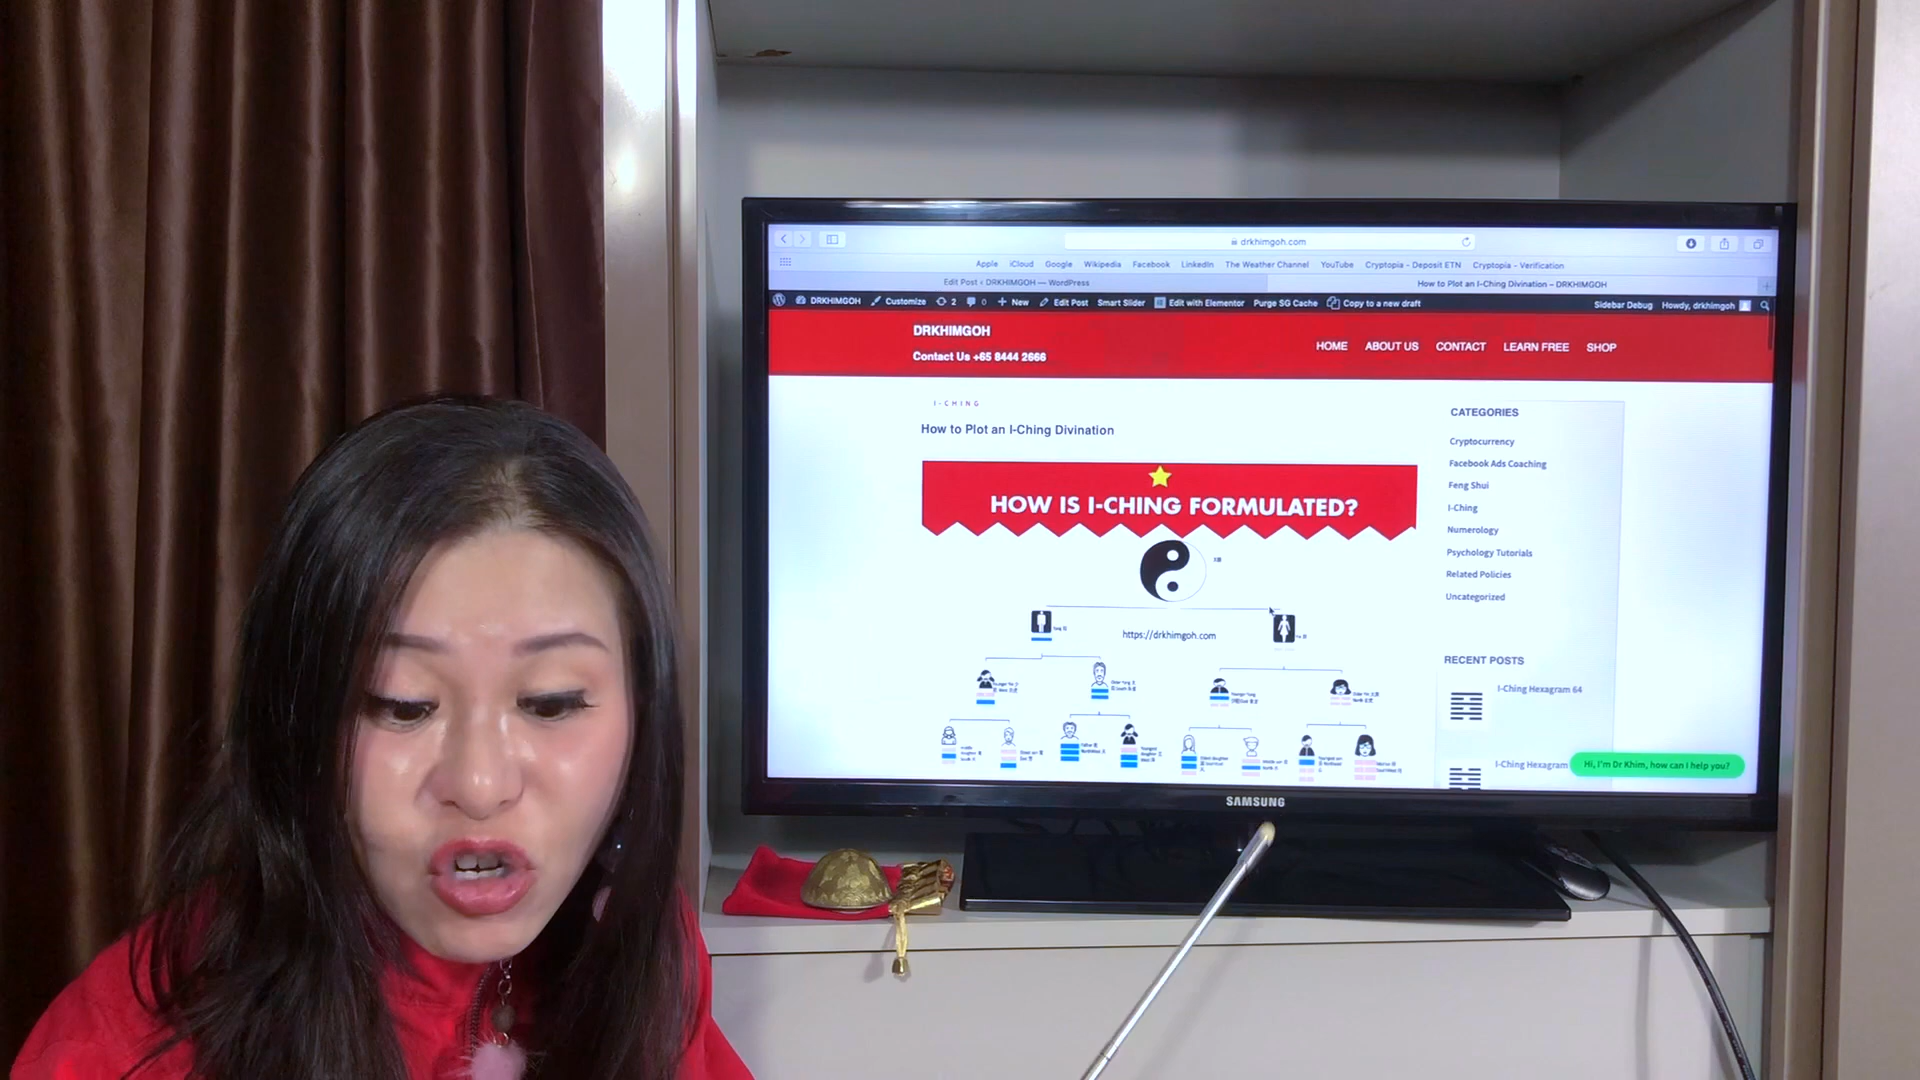 drkhimgoh.com
Apple iCloud Google Wikipedia Facebook LinkedIn The Weather Channel YouTube Cryptopia - Deposit ETN Cryptopia - Verification
Edit Post ‹ DRKHIMGOH — WordPress
How to Plot an I-Ching Divination – DRKHIMGOH
DRKHIMGOH Customize 2 0 New Edit Post Smart Slider Edit with Elementor Purge SG Cache Copy to a new draft Sidebar Debug Howdy, drkhimgoh
DRKHIMGOH
Contact Us +65 8444 2666
HOME ABOUT US CONTACT LEARN FREE SHOP
I-CHING
How to Plot an I-Ching Divination
HOW IS I-CHING FORMULATED?
https://drkhimgoh.com
CATEGORIES
Cryptocurrency
Facebook Ads Coaching
Feng Shui
I-Ching
Numerology
Psychology Tutorials
Related Policies
Uncategorized
RECENT POSTS
I-Ching Hexagram 64
I-Ching Hexagram
Hi, I'm Dr Khim, how can I help you?
SAMSUNG